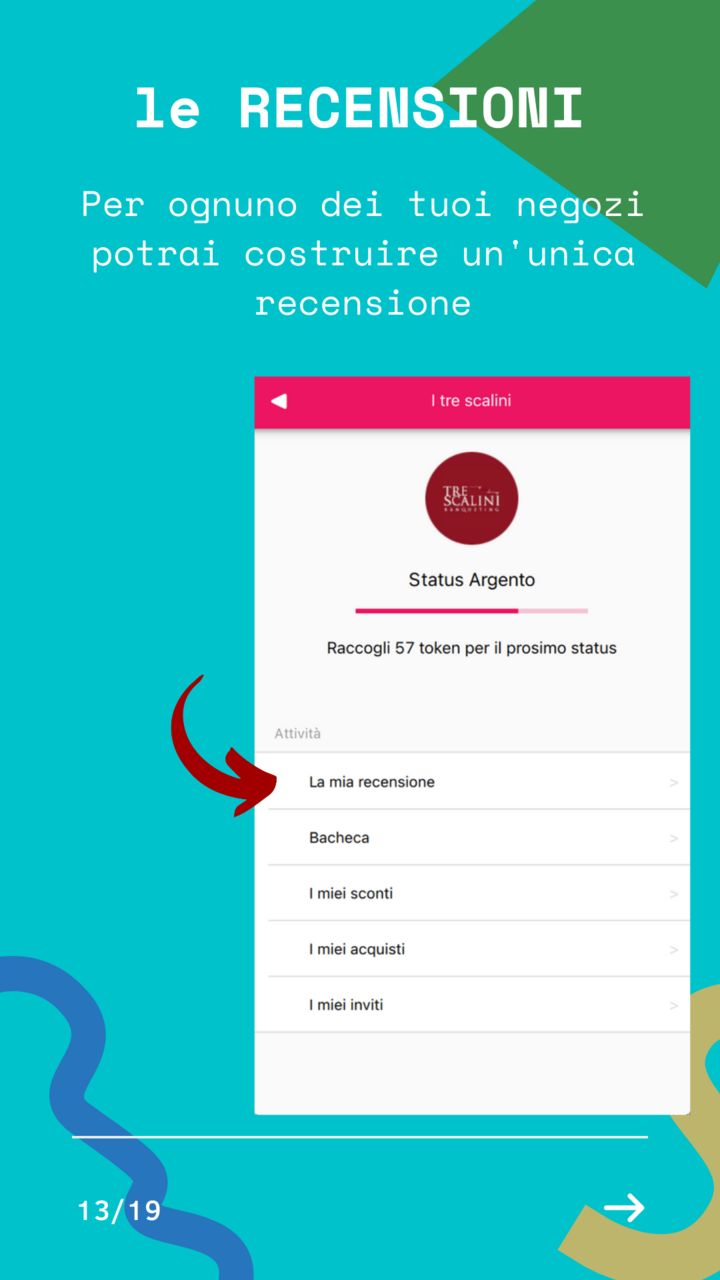 le RECENSIONI
Per ognuno dei tuoi negozi
potrai costruire un'unica
recensione
I tre scalini
TRE
SCALINI
BANQUETING
Status Argento
Raccogli 57 token per il prosimo status
Attività
La mia recensione >
Bacheca >
I miei sconti >
I miei acquisti >
I miei inviti >
13/19